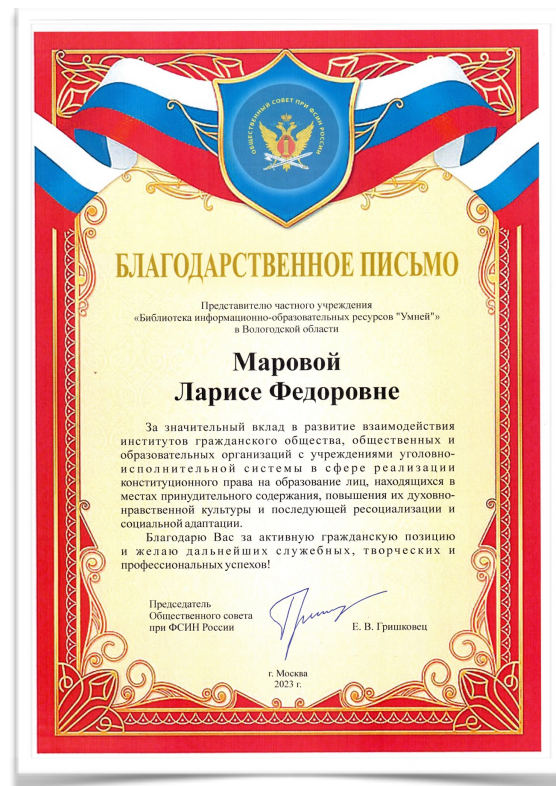 ОБЩЕСТВЕННЫЙ СОВЕТ ПРИ ФСИН РОССИИ
БЛАГОДАРСТВЕННОЕ ПИСЬМО
Представителю частного учреждения
«Библиотека информационно-образовательных ресурсов "Умней"»
в Вологодской области
Маровой
Ларисе Федоровне
За значительный вклад в развитие взаимодействия
институтов гражданского общества, общественных и
образовательных организаций с учреждениями уголовно-
исполнительной системы в сфере реализации
конституционного права на образование лиц, находящихся в
местах принудительного содержания, повышения их духовно-
нравственной культуры и последующей ресоциализации и
социальной адаптации.
Благодарю Вас за активную гражданскую позицию
и желаю дальнейших служебных, творческих и
профессиональных успехов!
Председатель
Общественного совета
при ФСИН России Е. В. Гришковец
г. Москва
2023 г.